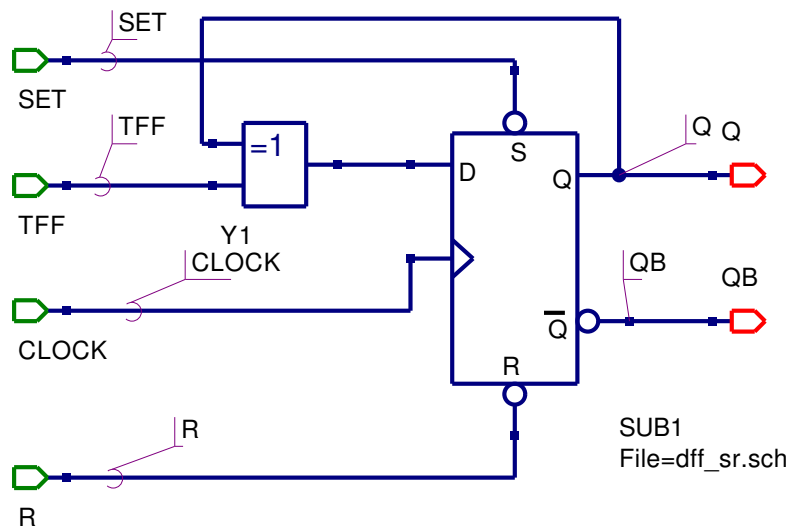 SET
SET
TFF
=1
TFF
Y1
CLOCK
CLOCK
R
R
S
D
Q
Q
R
Q
Q
QB
QB
SUB1
File=dff_sr.sch